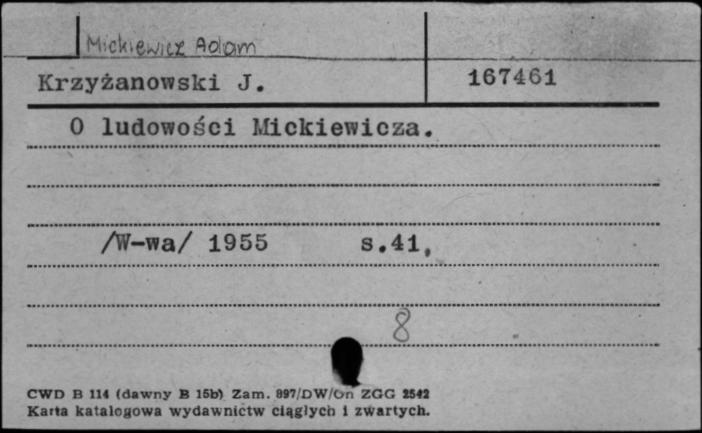 Mickiewicz Adam
Krzyżanowski J. 167461
O ludowości Mickiewicza.
/W-wa/ 1955 s.41,
8
CWD B 114 (dawny B 15b) Zam. 897/DW/On ZGG 2542
Karta katalogowa wydawnictw ciągłych i zwartych.